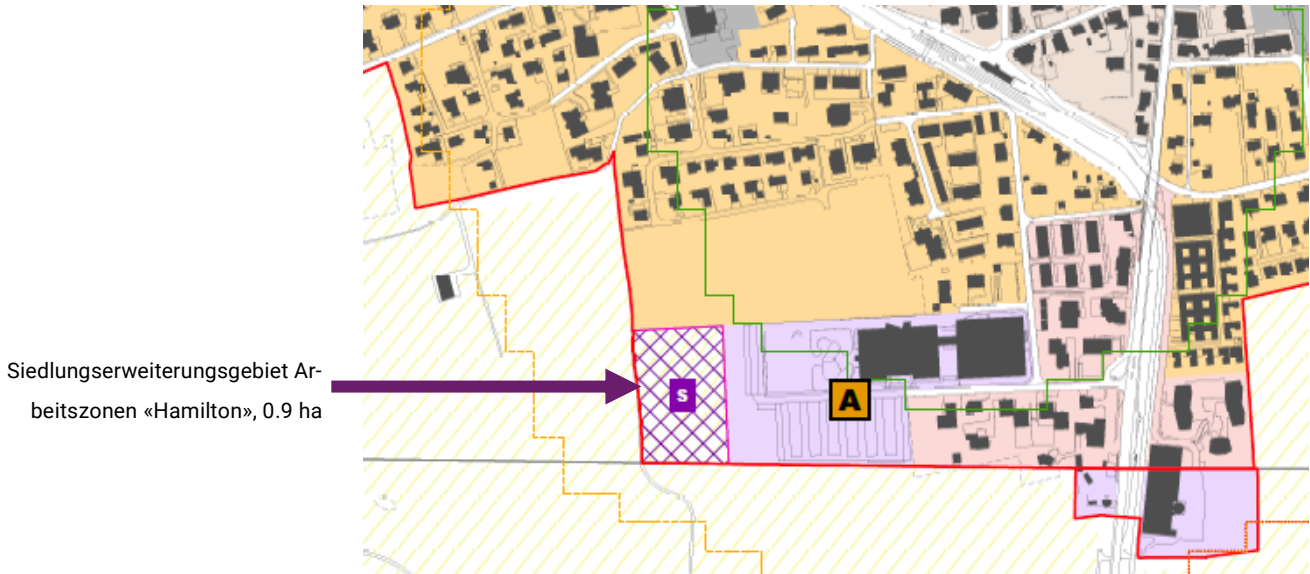 Siedlungserweiterungsgebiet Ar-
beitszonen «Hamilton», 0.9 ha
S
A